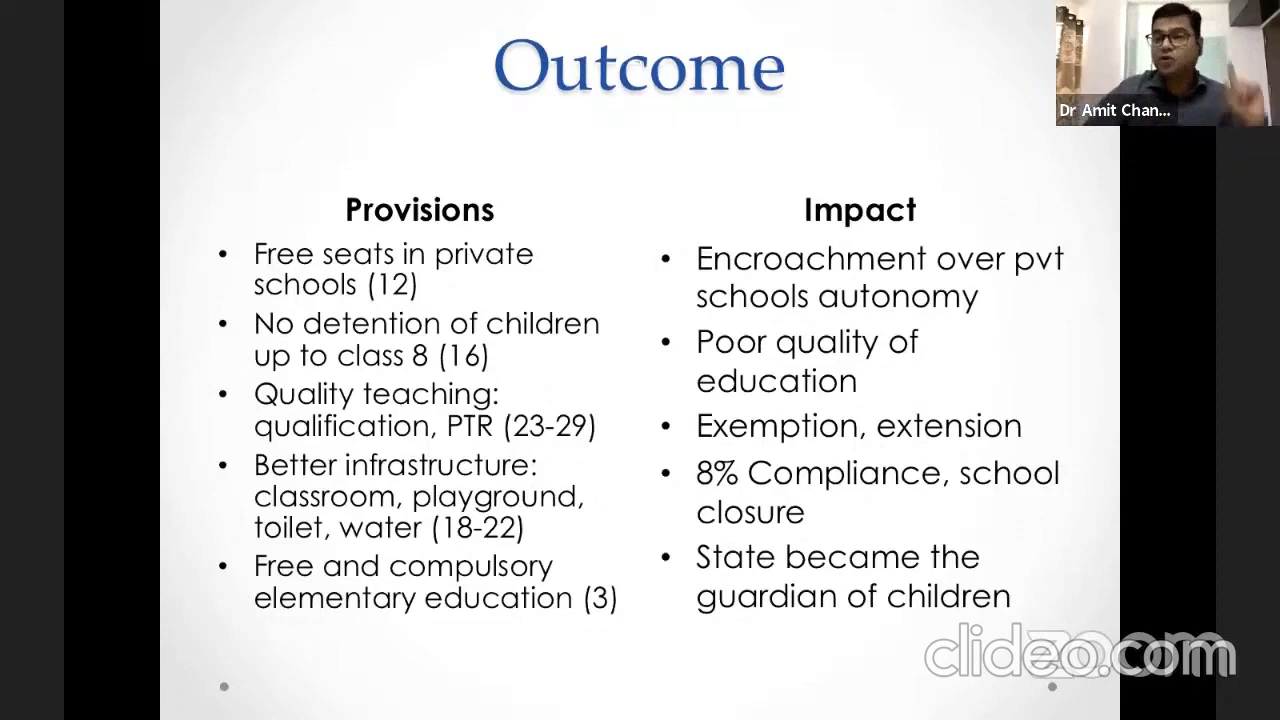 Outcome
Dr Amit Chan...
Provisions
Free seats in private
schools (12)
No detention of children
up to class 8 (16)
Quality teaching:
qualification, PTR (23-29)
Better infrastructure:
classroom, playground,
toilet, water (18-22)
Free and compulsory
elementary education (3)
Impact
Encroachment over pvt
schools autonomy
Poor quality of
education
Exemption, extension
8% Compliance, school
closure
State became the
guardian of children
clideo.com
zoom